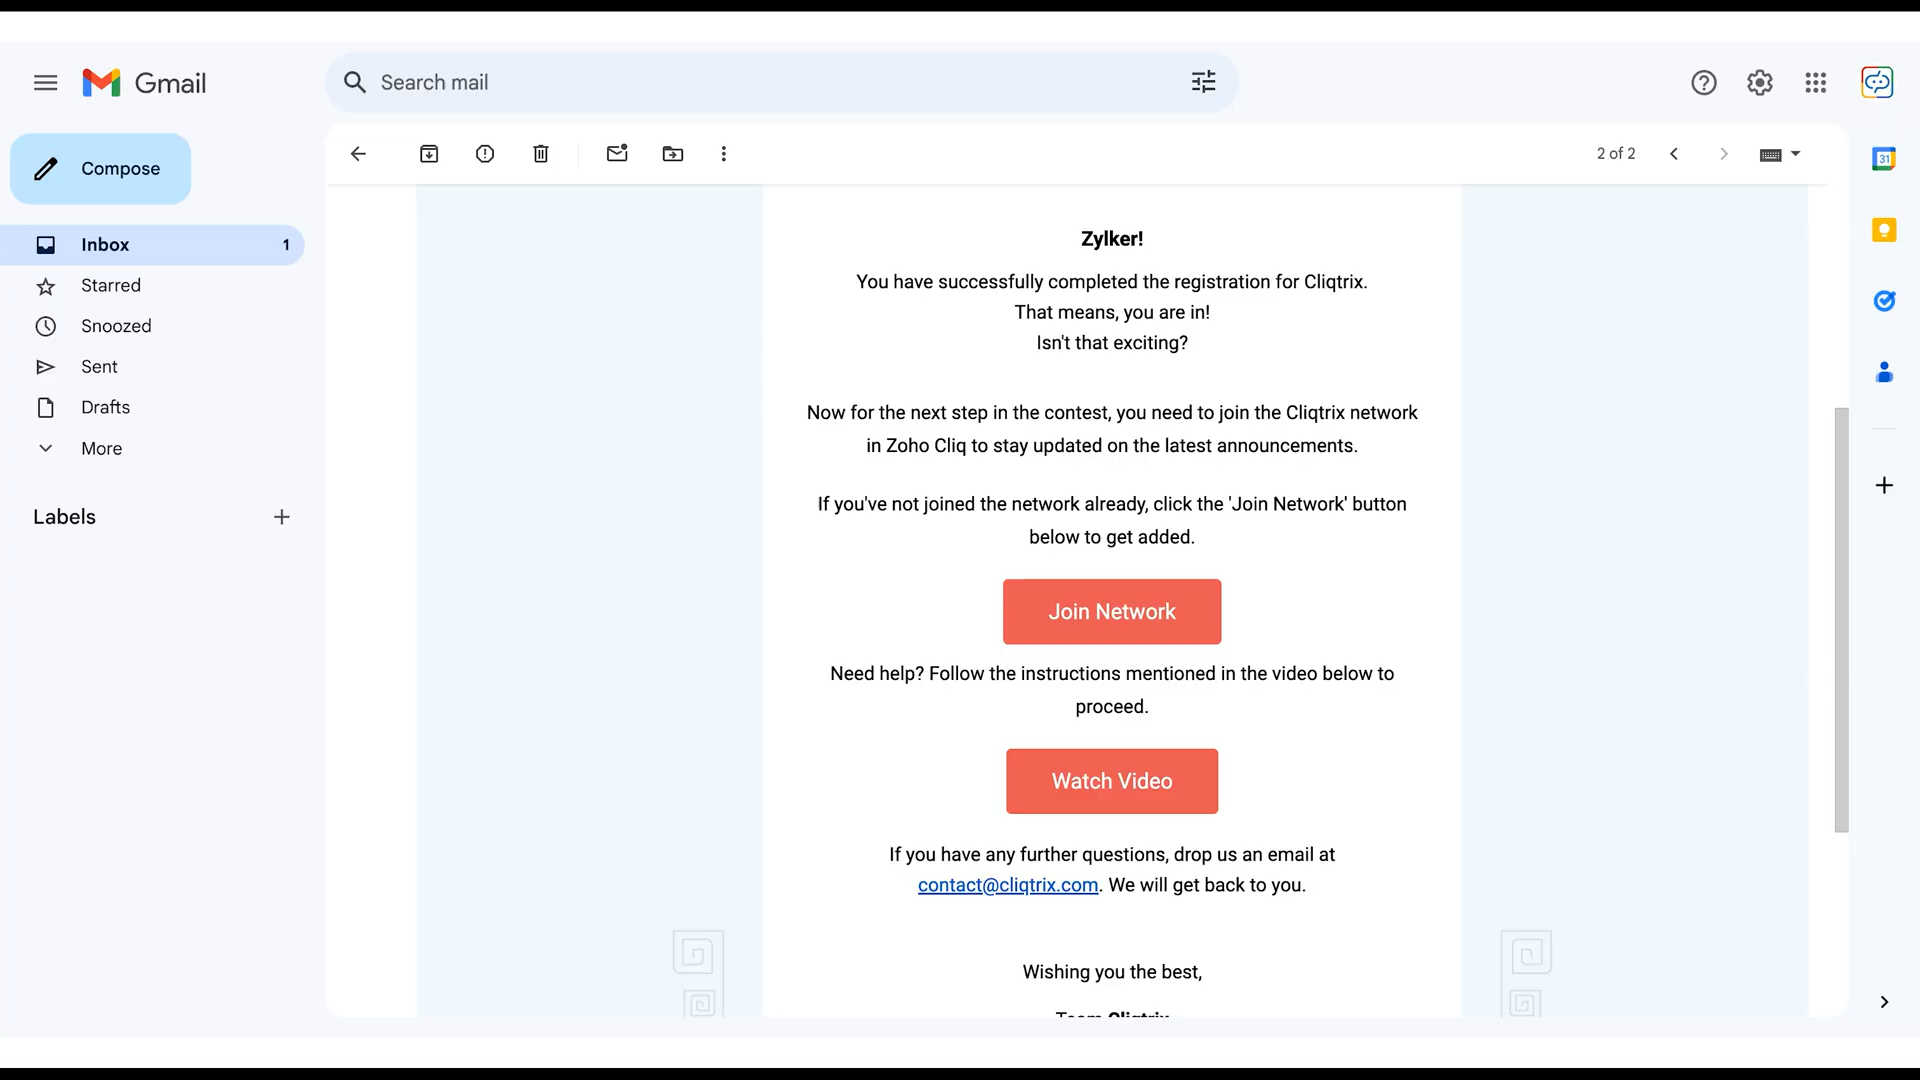 Gmail
Search mail
Compose
2 of 2
31
Inbox 1
Starred
Snoozed
Sent
Drafts
More
Labels
Zylker!
You have successfully completed the registration for Cliqtrix.
That means, you are in!
Isn't that exciting?
Now for the next step in the contest, you need to join the Cliqtrix network
in Zoho Cliq to stay updated on the latest announcements.
If you've not joined the network already, click the 'Join Network' button
below to get added.
Join Network
Need help? Follow the instructions mentioned in the video below to
proceed.
Watch Video
If you have any further questions, drop us an email at
contact@cliqtrix.com. We will get back to you.
Wishing you the best,
Team Cliqtrix